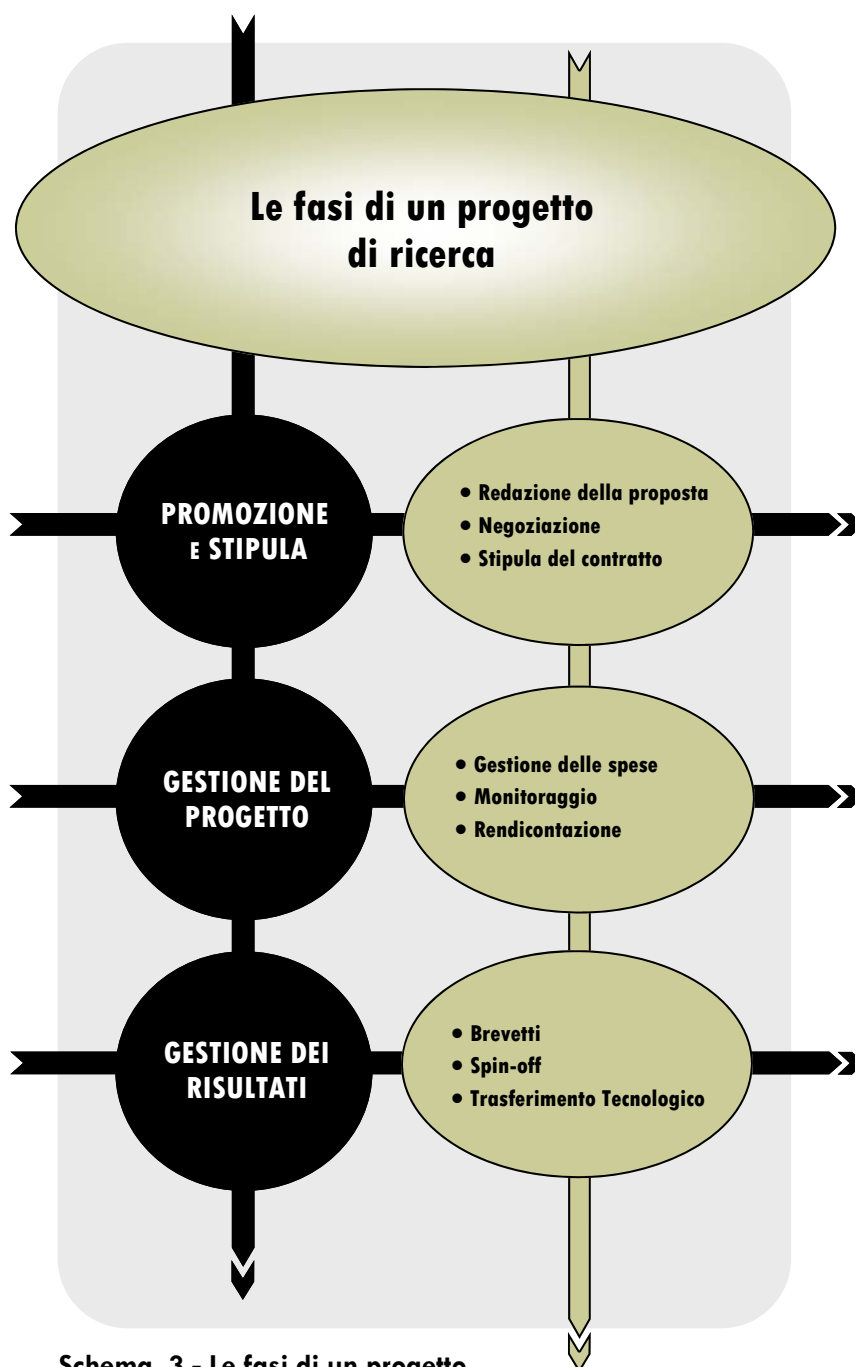 Le fasi di un progetto
di ricerca
PROMOZIONE
E STIPULA
• Redazione della proposta
• Negoziazione
• Stipula del contratto
GESTIONE DEL
PROGETTO
• Gestione delle spese
• Monitoraggio
• Rendicontazione
GESTIONE DEI
RISULTATI
• Brevetti
• Spin-off
• Trasferimento Tecnologico
Schema 3 - Le fasi di un progetto